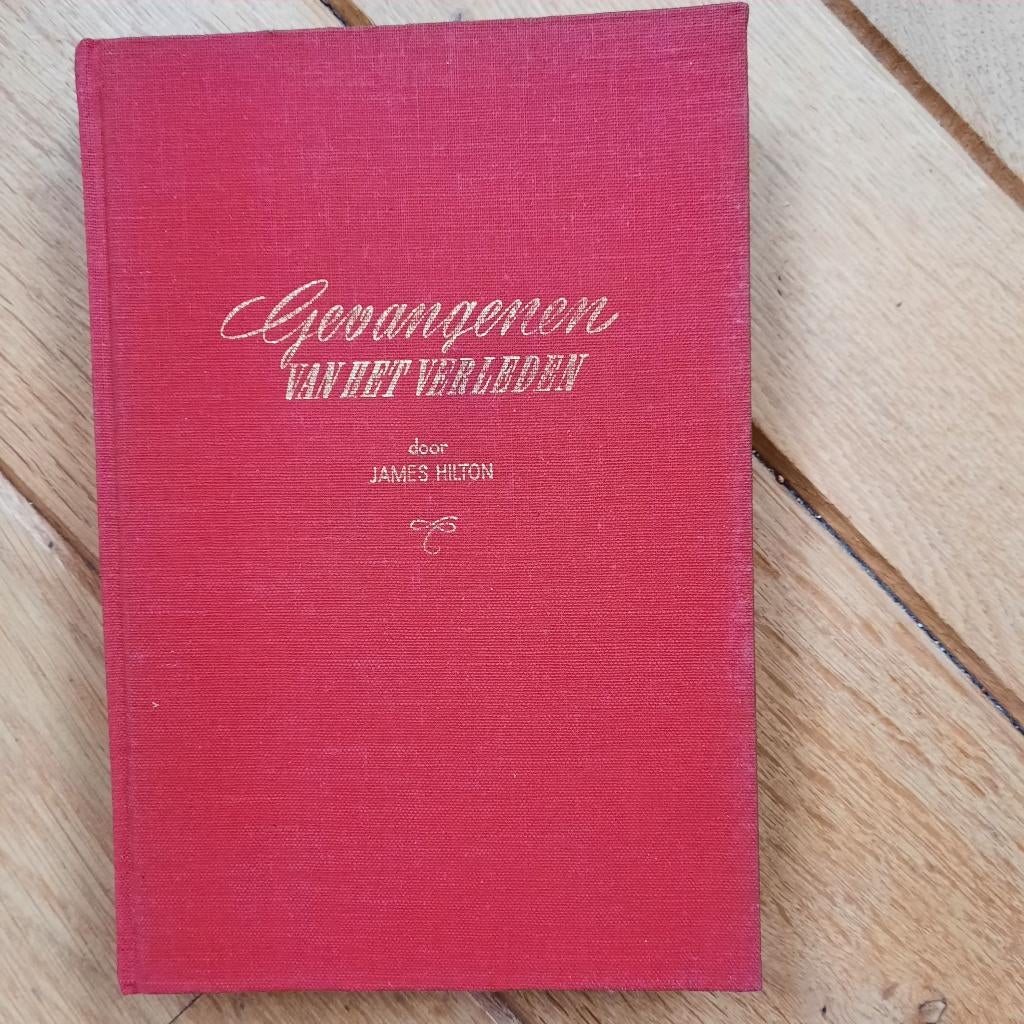 Gevangenen
VAN HET VERLEDEN
door
JAMES HILTON